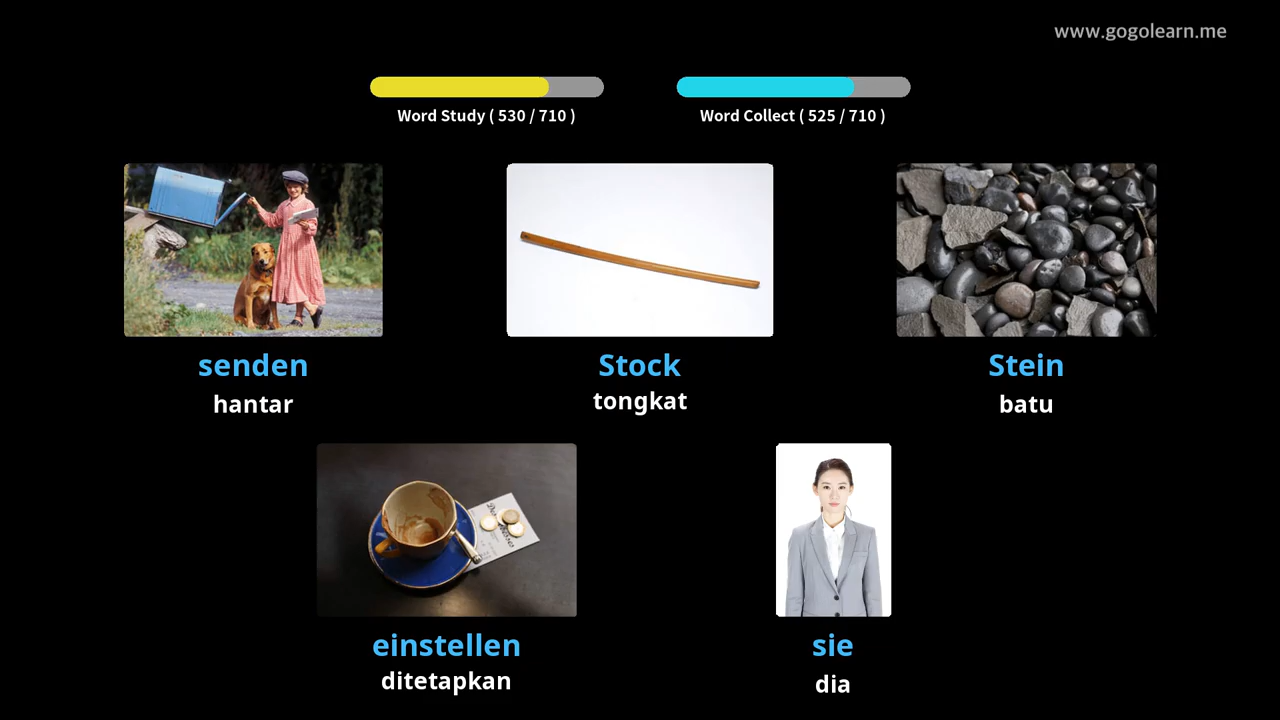 www.gogolearn.me
Word Study ( 530 / 710 )
Word Collect ( 525 / 710 )
senden
hantar
Stock
tongkat
Stein
batu
einstellen
ditetapkan
sie
dia